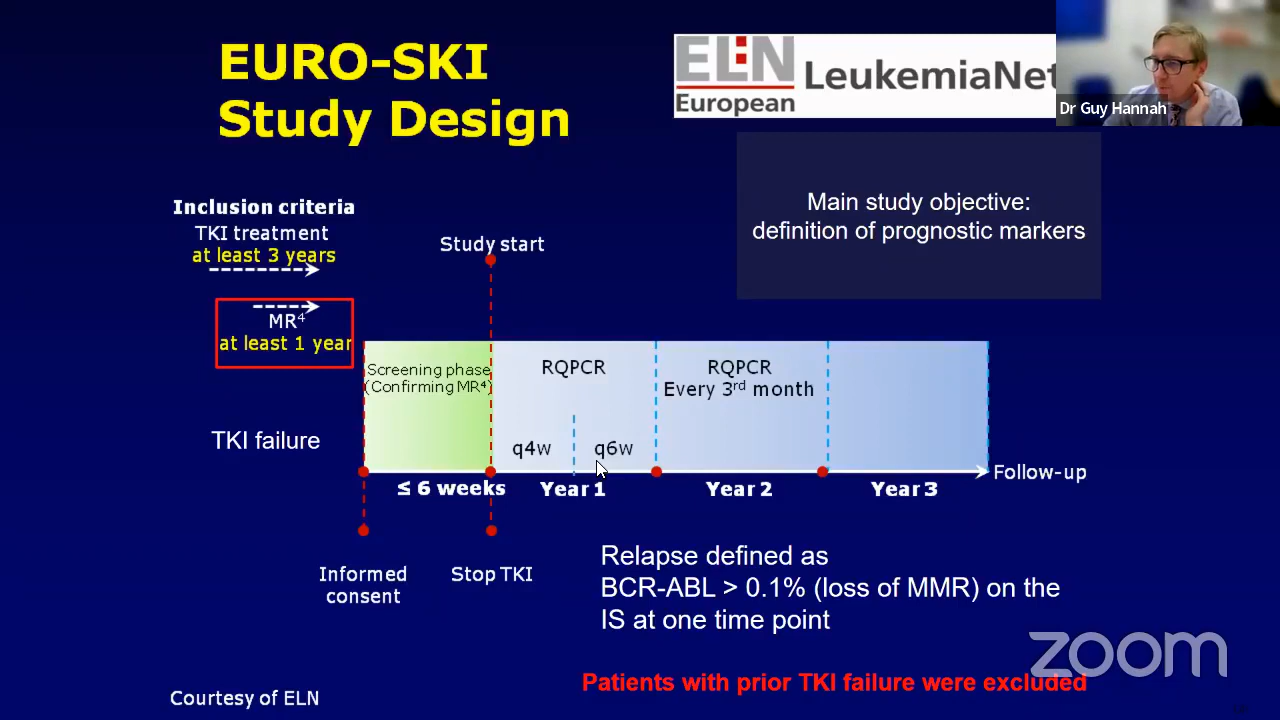 EURO-SKI
Study Design
ELN
European
LeukemiaNe
Dr Guy Hannah
Main study objective:
definition of prognostic markers
Inclusion criteria
TKI treatment
at least 3 years
MR⁴
at least 1 year
Study start
Screening phase
(Confirming MR⁴)
RQPCR
q4w
q6w
RQPCR
Every 3rd month
TKI failure
Follow-up
≤ 6 weeks
Year 1
Year 2
Year 3
Informed
consent
Stop TKI
Relapse defined as
BCR-ABL > 0.1% (loss of MMR) on the
IS at one time point
zoom
Patients with prior TKI failure were excluded
Courtesy of ELN